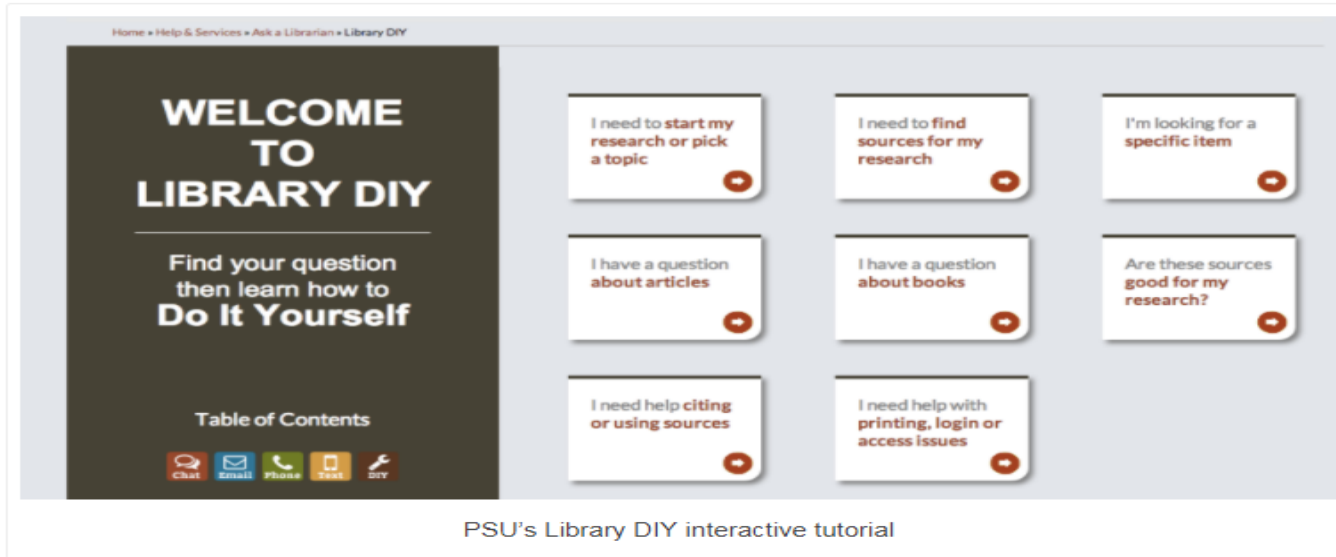 Home • Help & Services • Ask a Librarian • Library DIY
WELCOME
TO
LIBRARY DIY
Find your question
then learn how to
Do It Yourself
Table of Contents
Chat Email Phone Text DIY
I need to start my
research or pick
a topic
I need to find
sources for my
research
I'm looking for a
specific item
I have a question
about articles
I have a question
about books
Are these sources
good for my
research?
I need help citing
or using sources
I need help with
printing, login or
access issues
PSU's Library DIY interactive tutorial